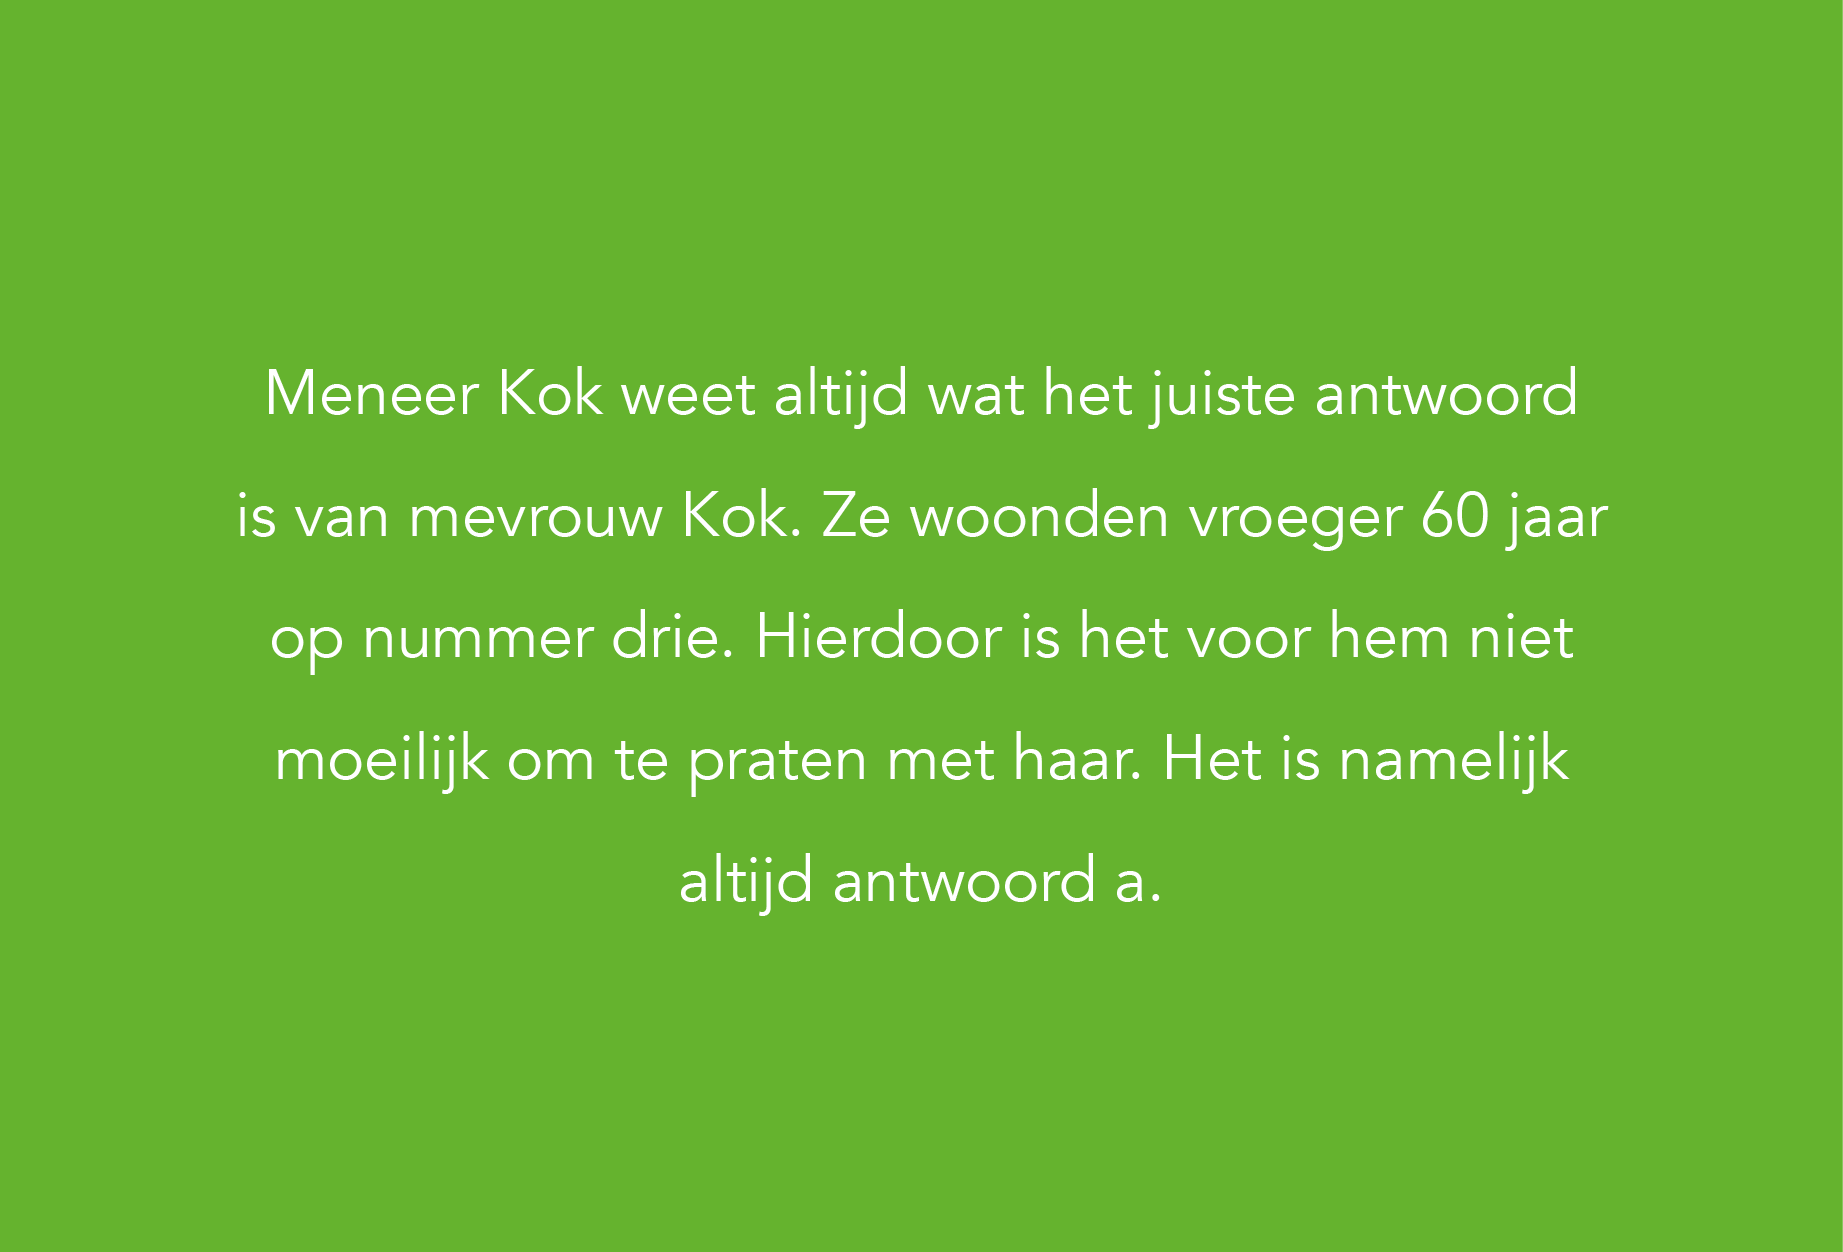 Meneer Kok weet altijd wat het juiste antwoord
is van mevrouw Kok. Ze woonden vroeger 60 jaar
op nummer drie. Hierdoor is het voor hem niet
moeilijk om te praten met haar. Het is namelijk
altijd antwoord a.